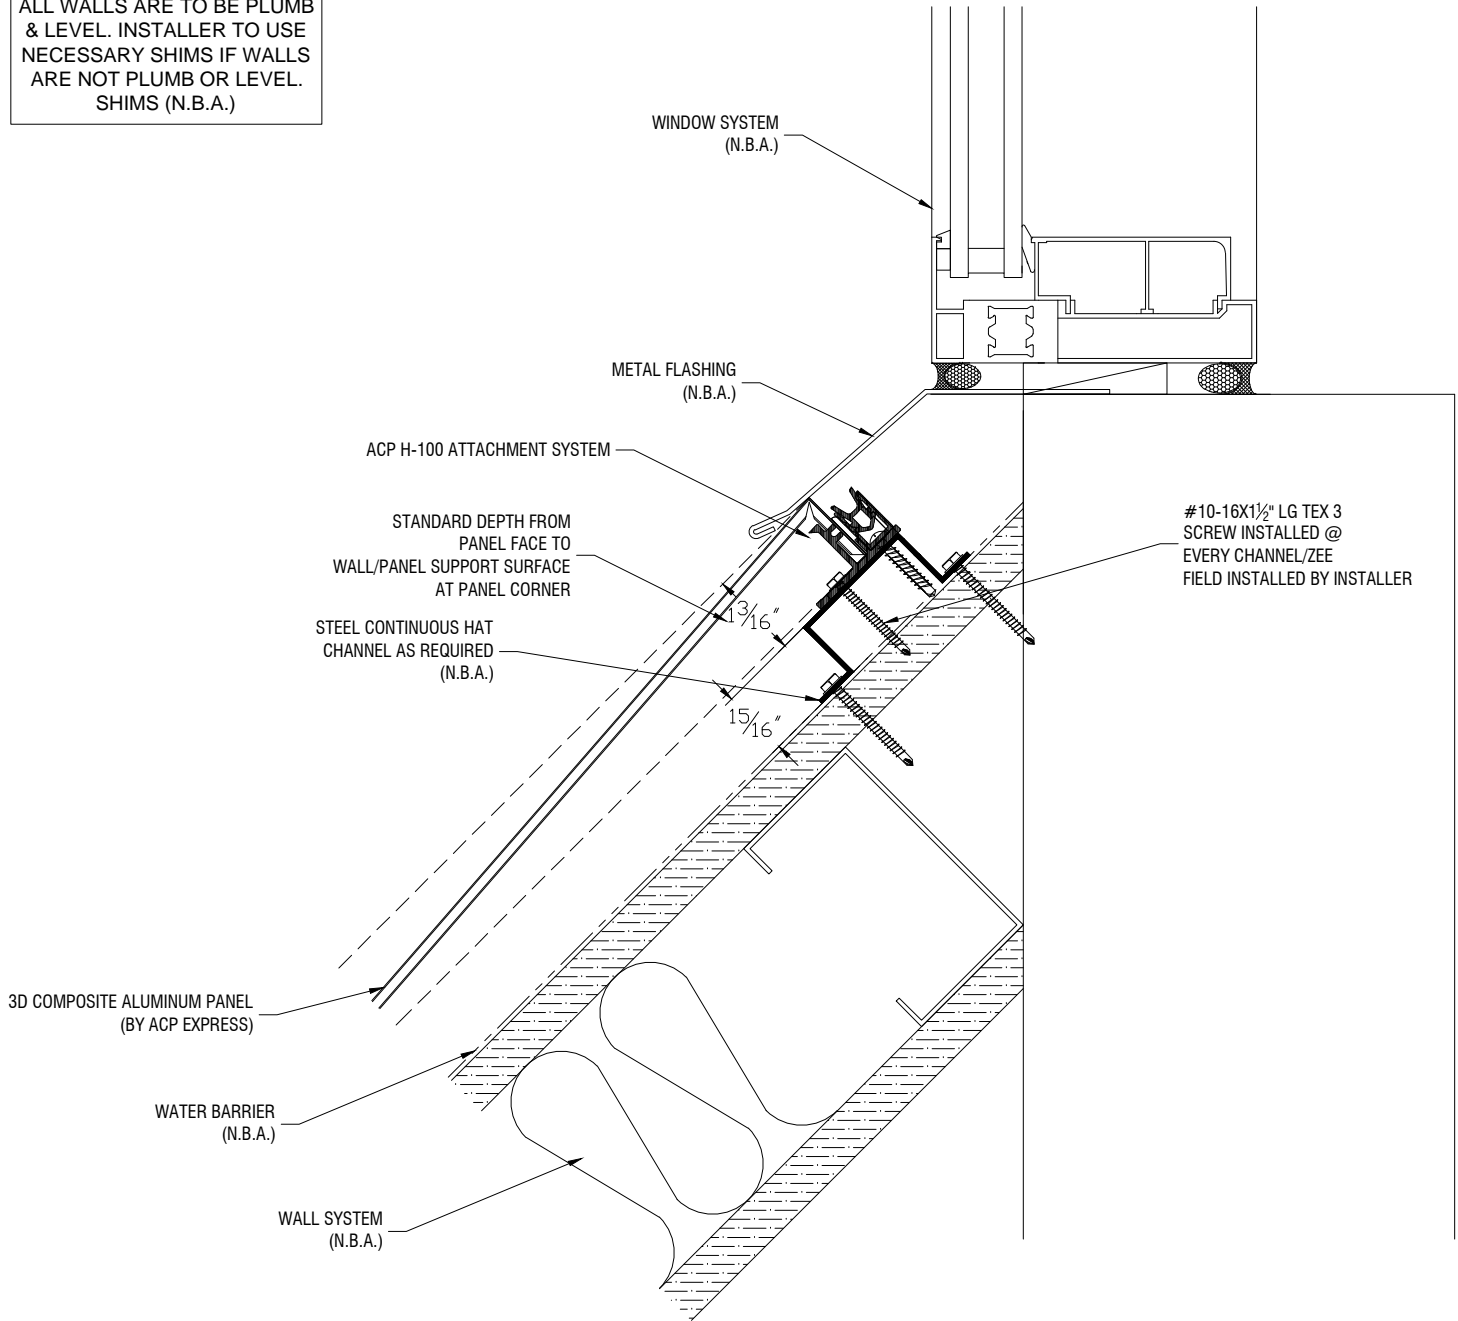 ALL WALLS ARE TO BE PLUMB
& LEVEL. INSTALLER TO USE
NECESSARY SHIMS IF WALLS
ARE NOT PLUMB OR LEVEL.
SHIMS (N.B.A.)
WINDOW SYSTEM
(N.B.A.)
METAL FLASHING
(N.B.A.)
ACP H-100 ATTACHMENT SYSTEM
STANDARD DEPTH FROM
PANEL FACE TO
WALL/PANEL SUPPORT SURFACE
AT PANEL CORNER
#10-16X1½" LG TEX 3
SCREW INSTALLED @
EVERY CHANNEL/ZEE
FIELD INSTALLED BY INSTALLER
13/16"
STEEL CONTINUOUS HAT
CHANNEL AS REQUIRED
(N.B.A.)
15/16"
3D COMPOSITE ALUMINUM PANEL
(BY ACP EXPRESS)
WATER BARRIER
(N.B.A.)
WALL SYSTEM
(N.B.A.)